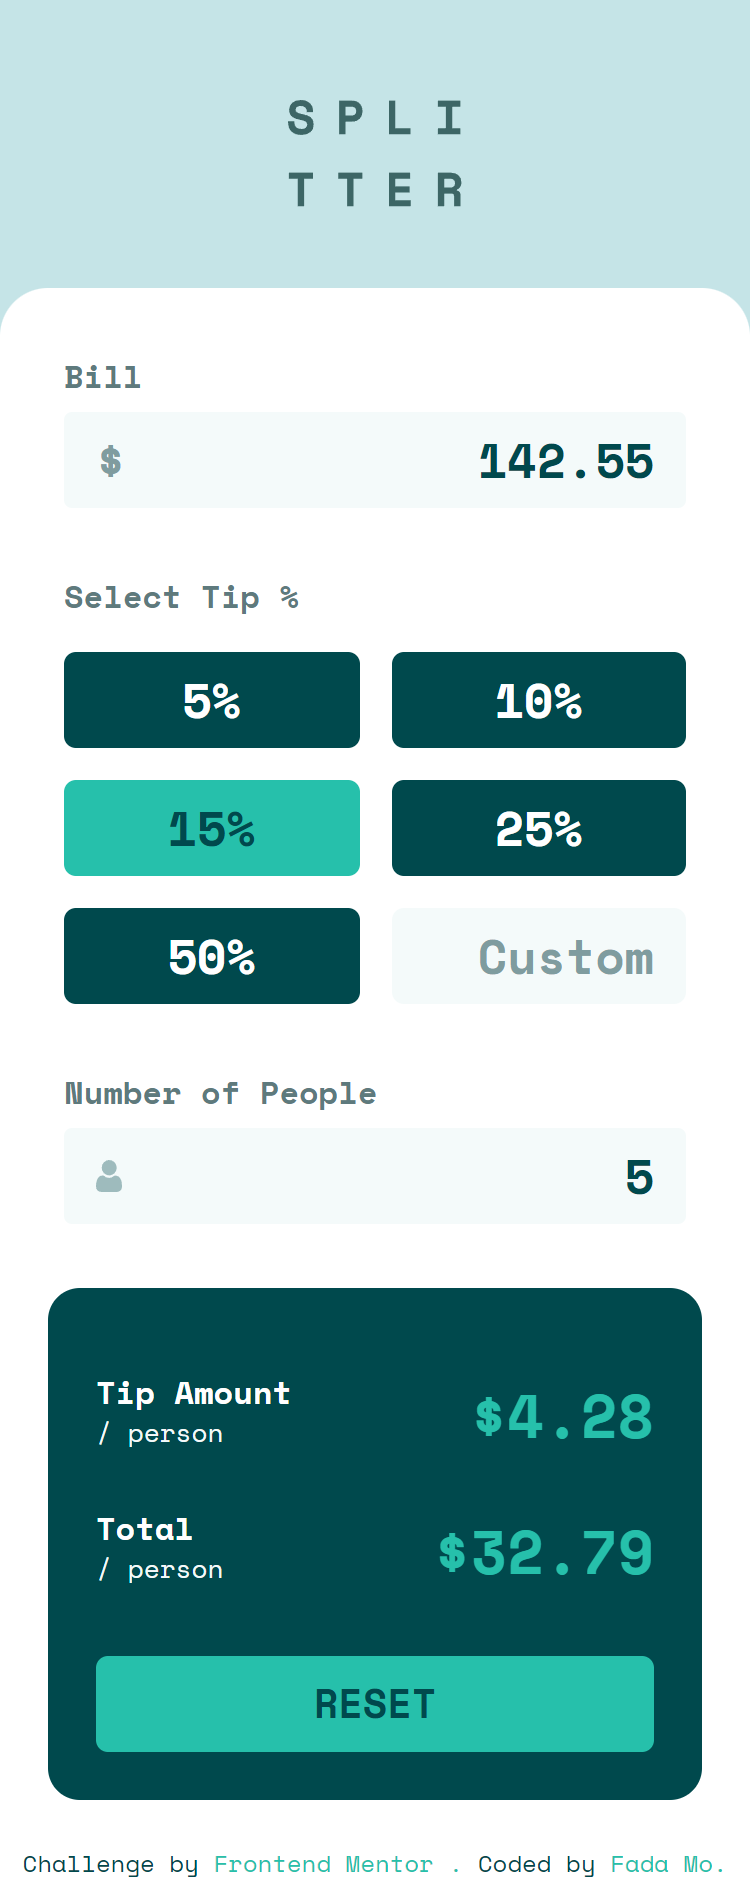 SPLI
TTER
Bill
$ 142.55
Select Tip %
5% 10%
15% 25%
50% Custom
Number of People
5
Tip Amount
/ person
$4.28
Total
/ person
$32.79
RESET
Challenge by Frontend Mentor . Coded by Fada Mo.